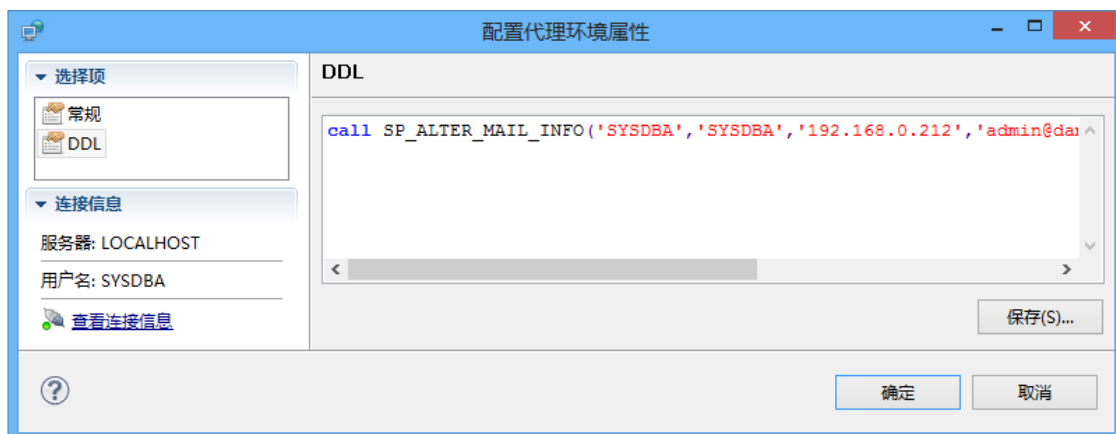 配置代理环境属性
选择项
常规
DDL
连接信息
服务器: LOCALHOST
用户名: SYSDBA
查看连接信息
DDL
call SP_ALTER_MAIL_INFO('SYSDBA','SYSDBA','192.168.0.212','admin@da
保存(S)...
确定
取消